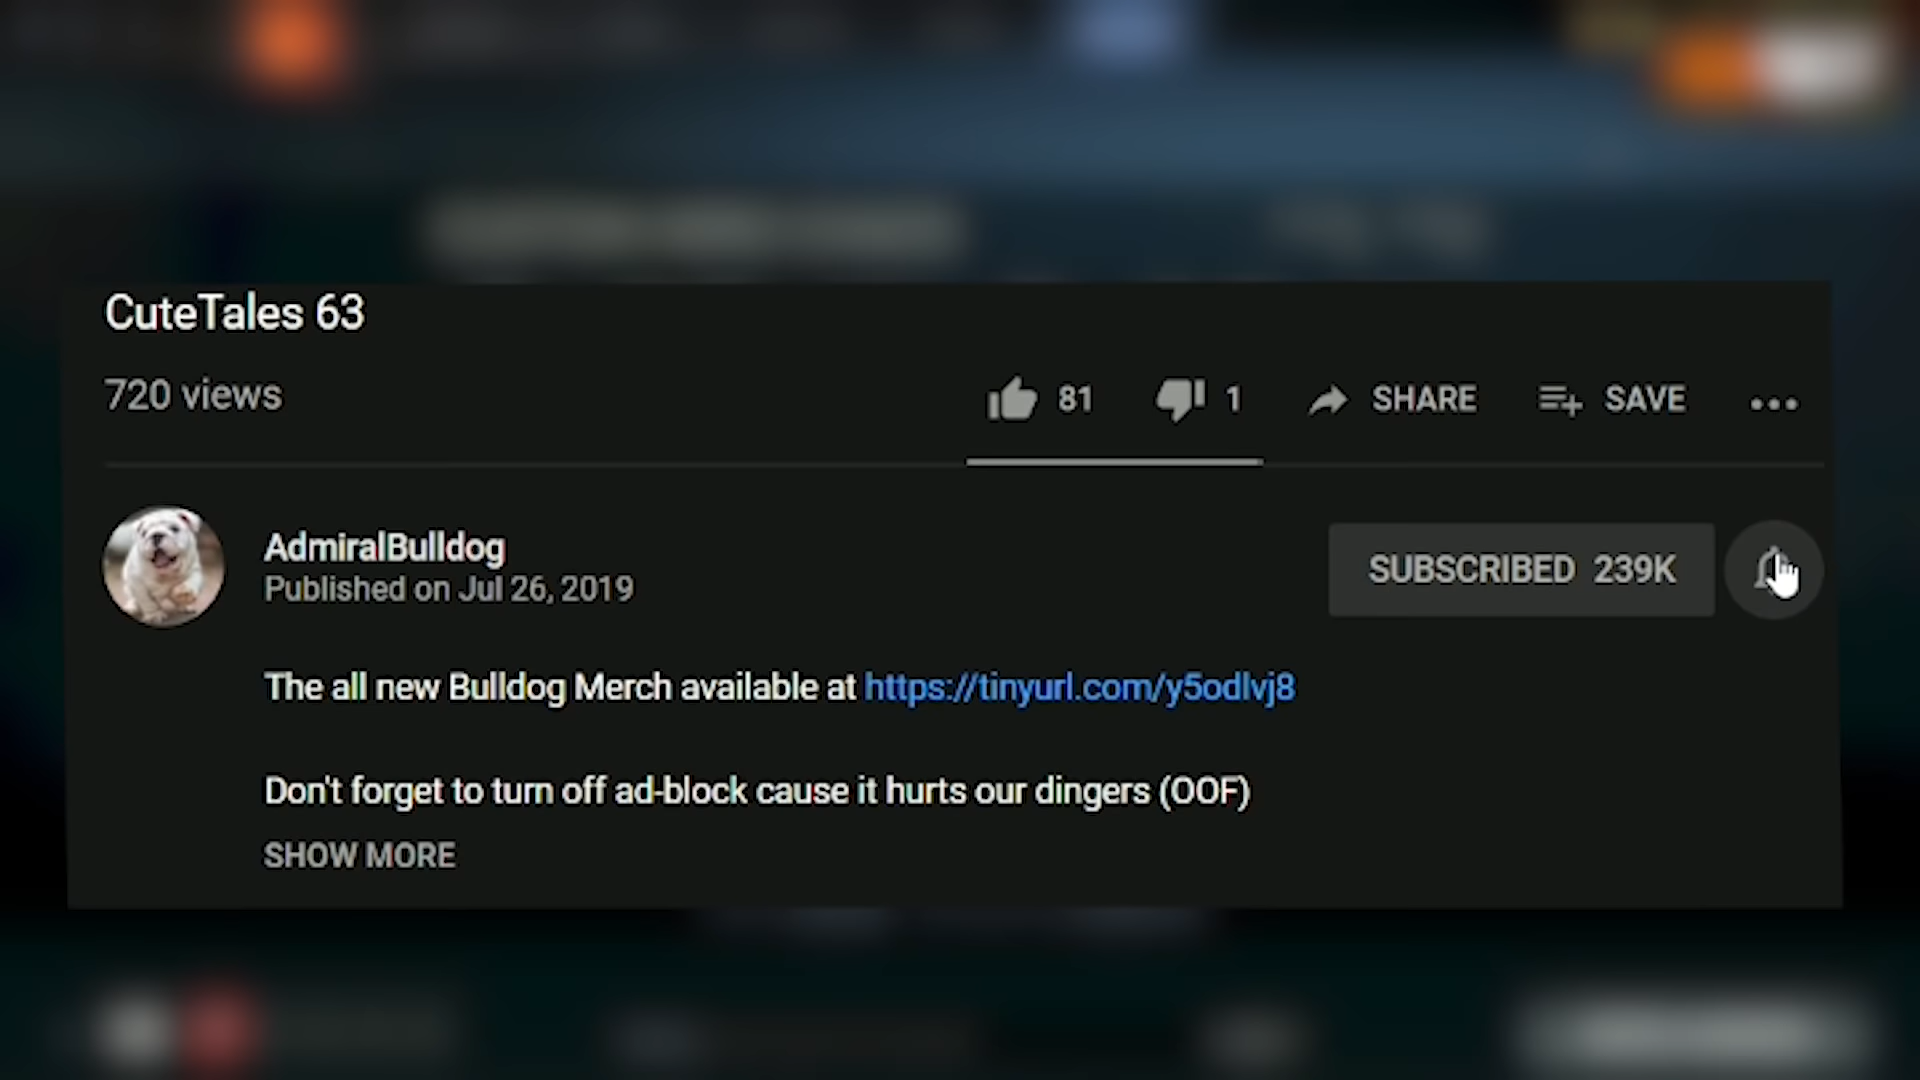 CuteTales 63
720 views
81 1 SHARE SAVE
AdmiralBulldog
Published on Jul 26, 2019
SUBSCRIBED 239K
The all new Bulldog Merch available at https://tinyurl.com/y5odlvj8
Don't forget to turn off ad-block cause it hurts our dingers (OOF)
SHOW MORE